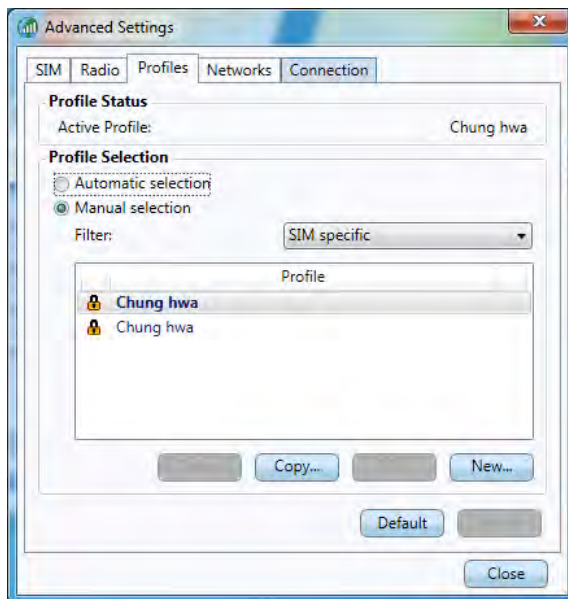 Advanced Settings
SIM Radio Profiles Networks Connection
Profile Status
Active Profile: Chung hwa
Profile Selection
Automatic selection
Manual selection
Filter: SIM specific
Profile
Chung hwa
Chung hwa
Copy... New...
Default
Close